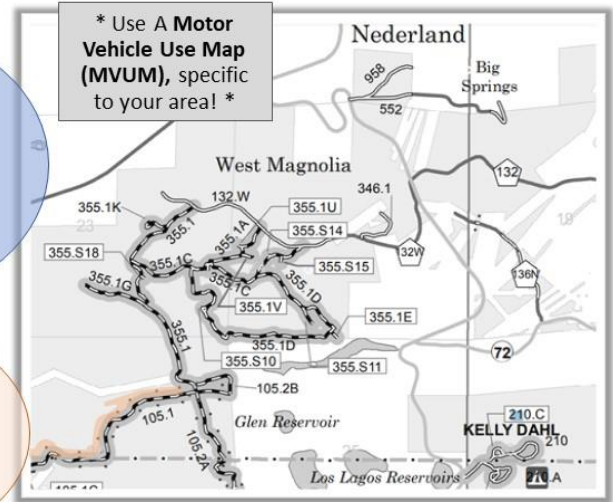 * Use A Motor
Vehicle Use Map
(MVUM), specific
to your area! *
Nederland
958
Big
Springs
552
West Magnolia
132
346.1
132.W
355.1K
355.1U
355.1
355.1A
355.S14
23
19
355.S18
32W
355.1C
355.S15
136N
355.1G
355.1C
355.1D
355.1V
355.1E
355.1
355.1D
72
355.S10
355.S11
105.2B
105.1
Glen Reservoir
210.C
KELLY DAHL
210
105.2A
Los Lagos Reservoirs
210.A